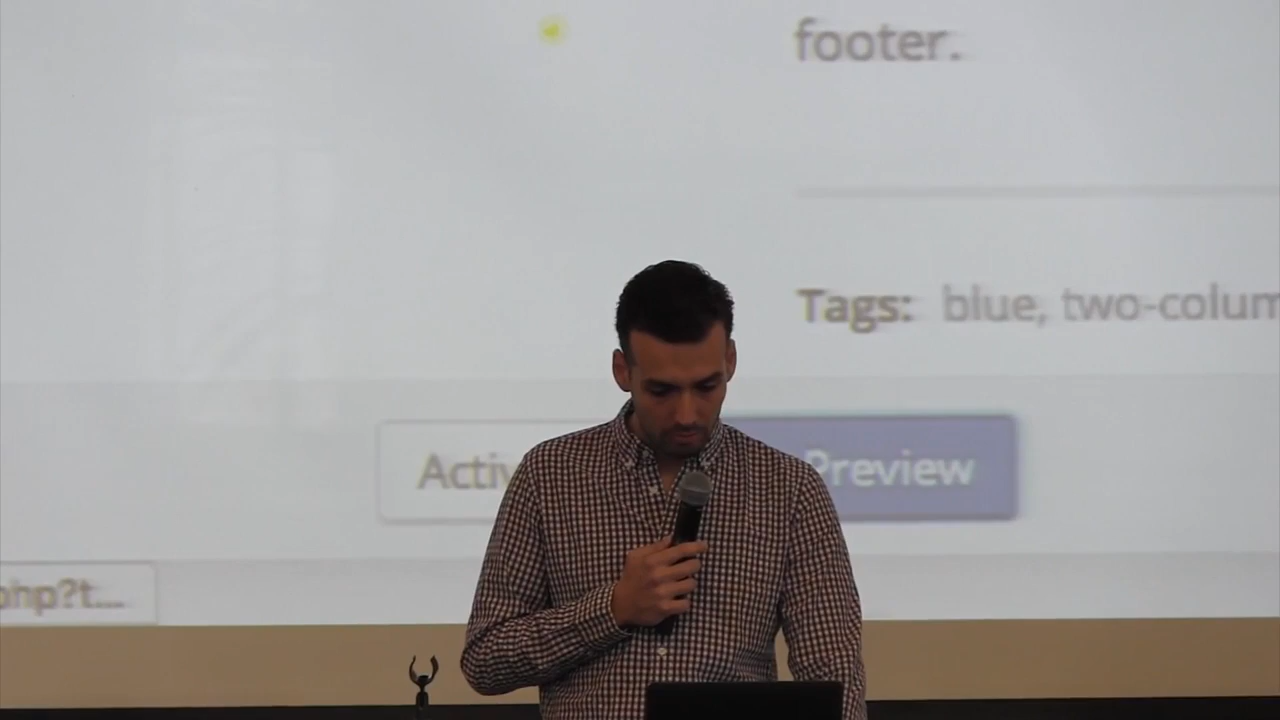 footer.
Tags: blue, two-colum
Activ
Preview
php?t...